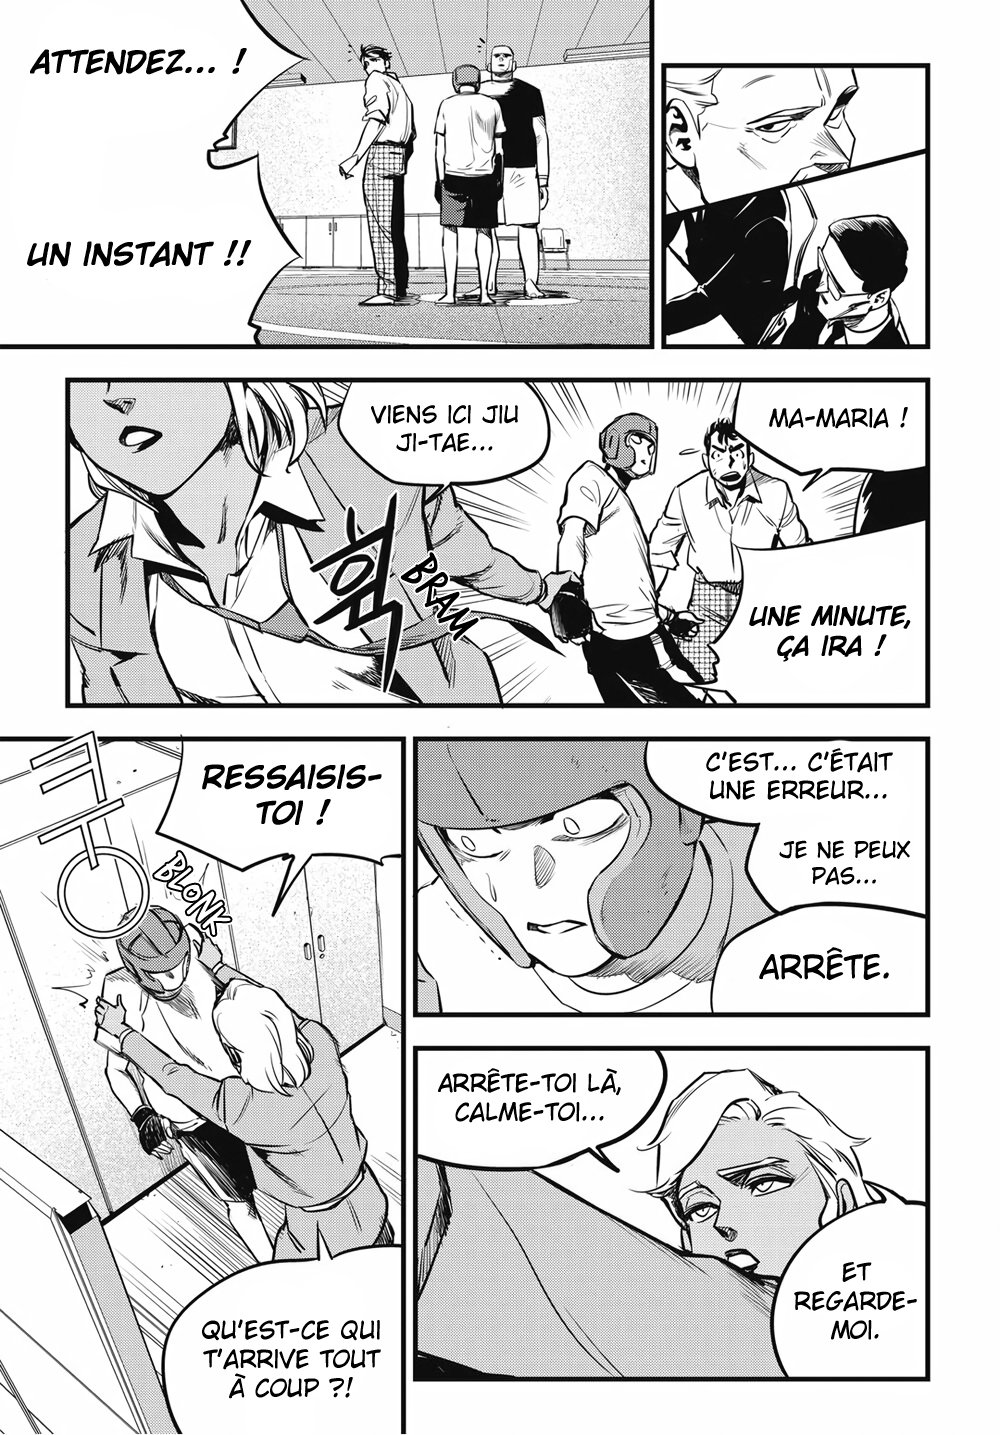 ATTENDEZ... !
UN INSTANT !!
VIENS ICI JIU
JI-TAE...
MA-MARIA !
BRAM
UNE MINUTE,
ÇA IRA !
RESSAISIS-
TOI !
BLONK
QU'EST-CE QUI
T'ARRIVE TOUT
À COUP ?!
C'EST... C'ÉTAIT
UNE ERREUR...
JE NE PEUX
PAS...
ARRÊTE.
ARRÊTE-TOI LÀ,
CALME-TOI...
ET
REGARDE-
MOI.